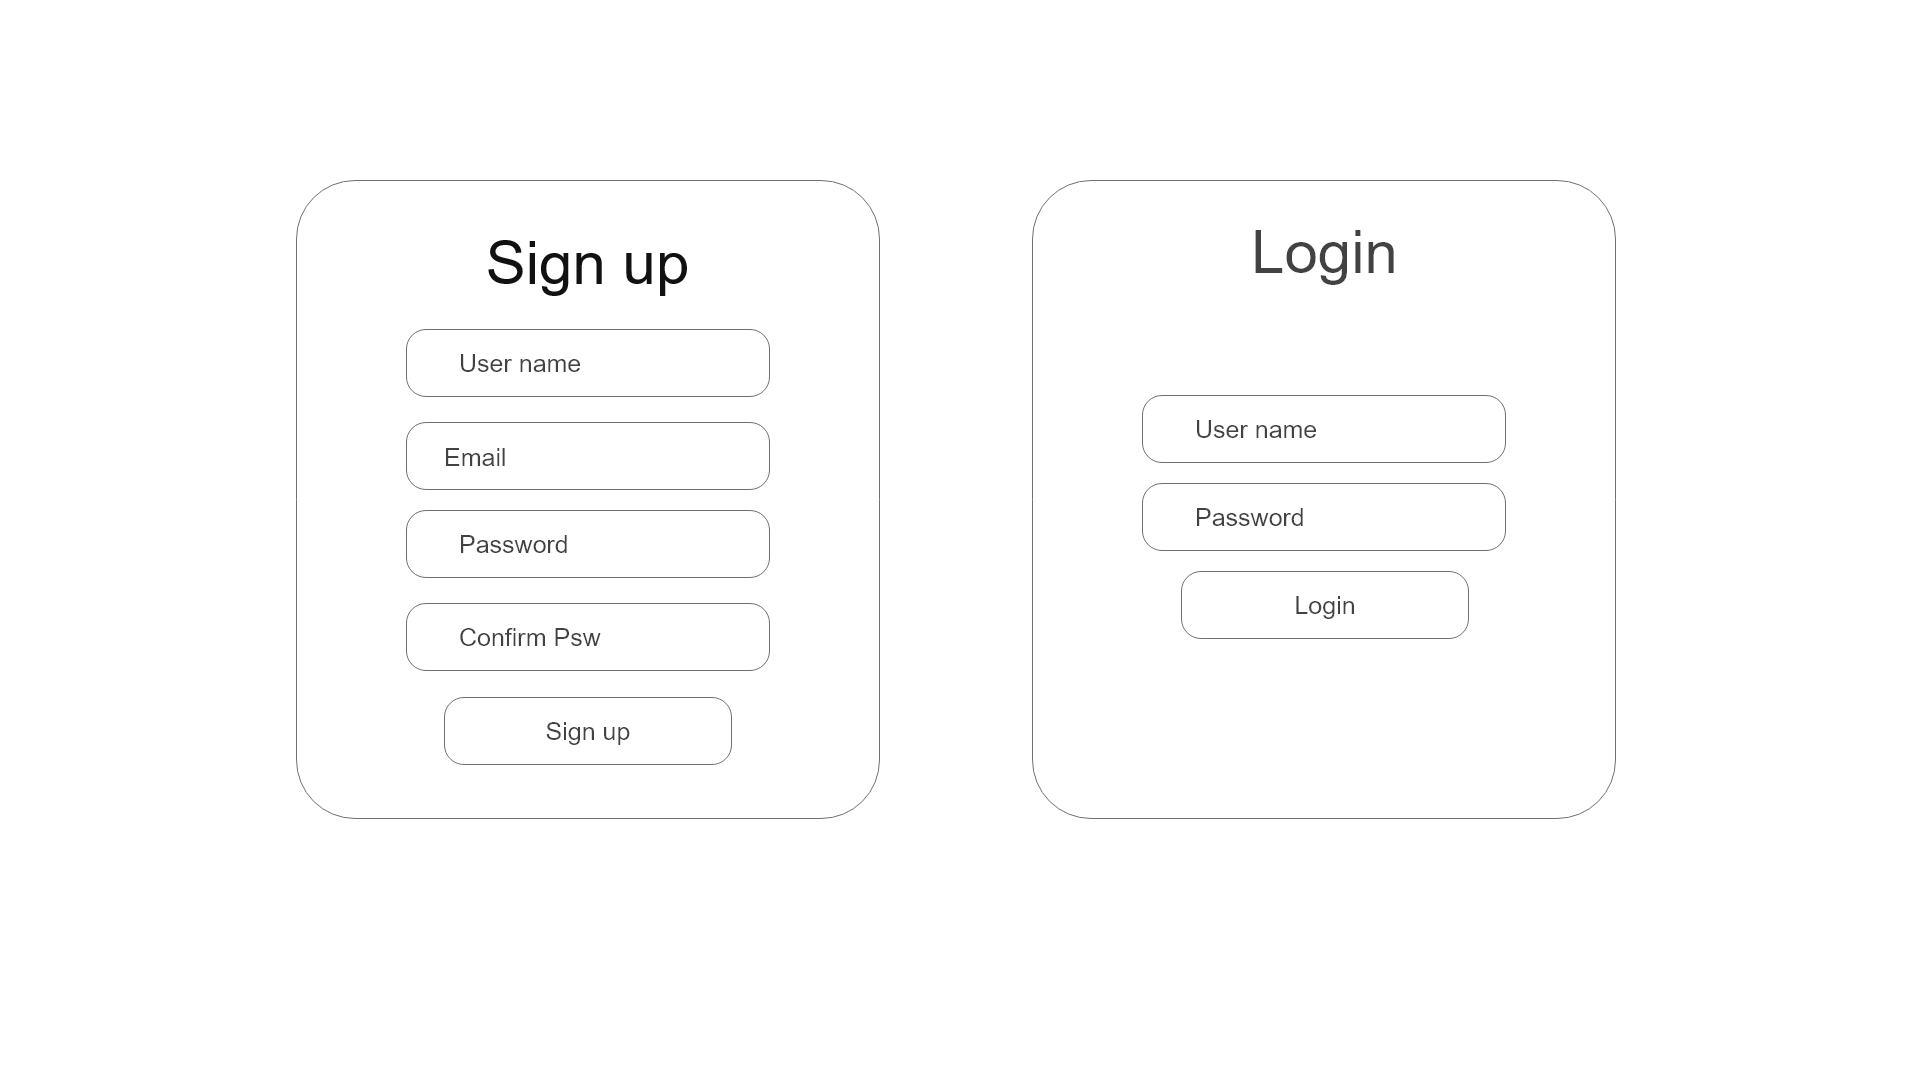 Sign up
User name
Email
Password
Confirm Psw
Sign up
Login
User name
Password
Login